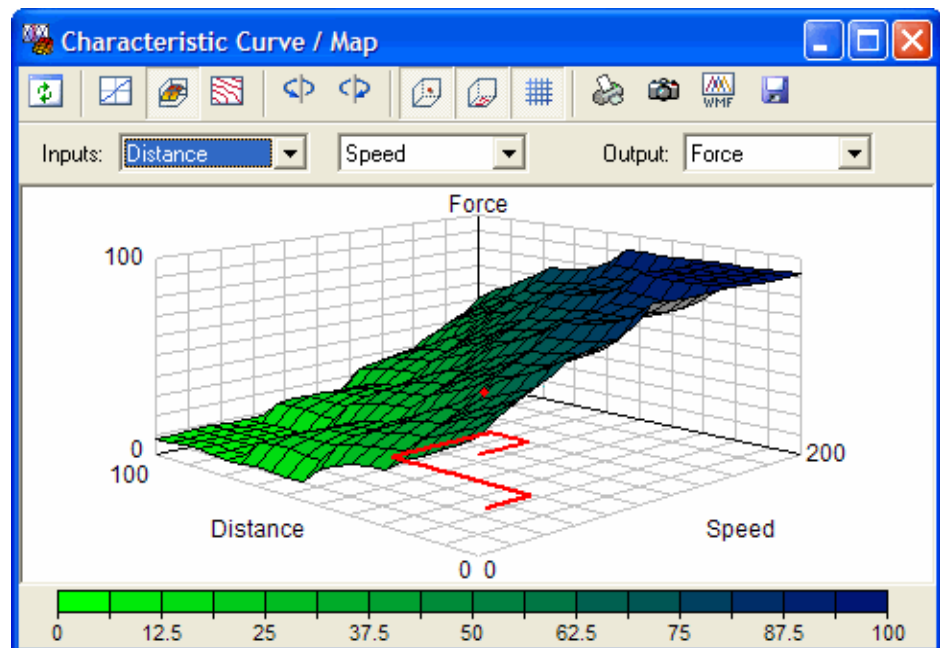 Characteristic Curve / Map
WMF
Inputs: Distance Speed Output: Force
Force
100
0
100
200
Distance
Speed
0 0
0 12.5 25 37.5 50 62.5 75 87.5 100